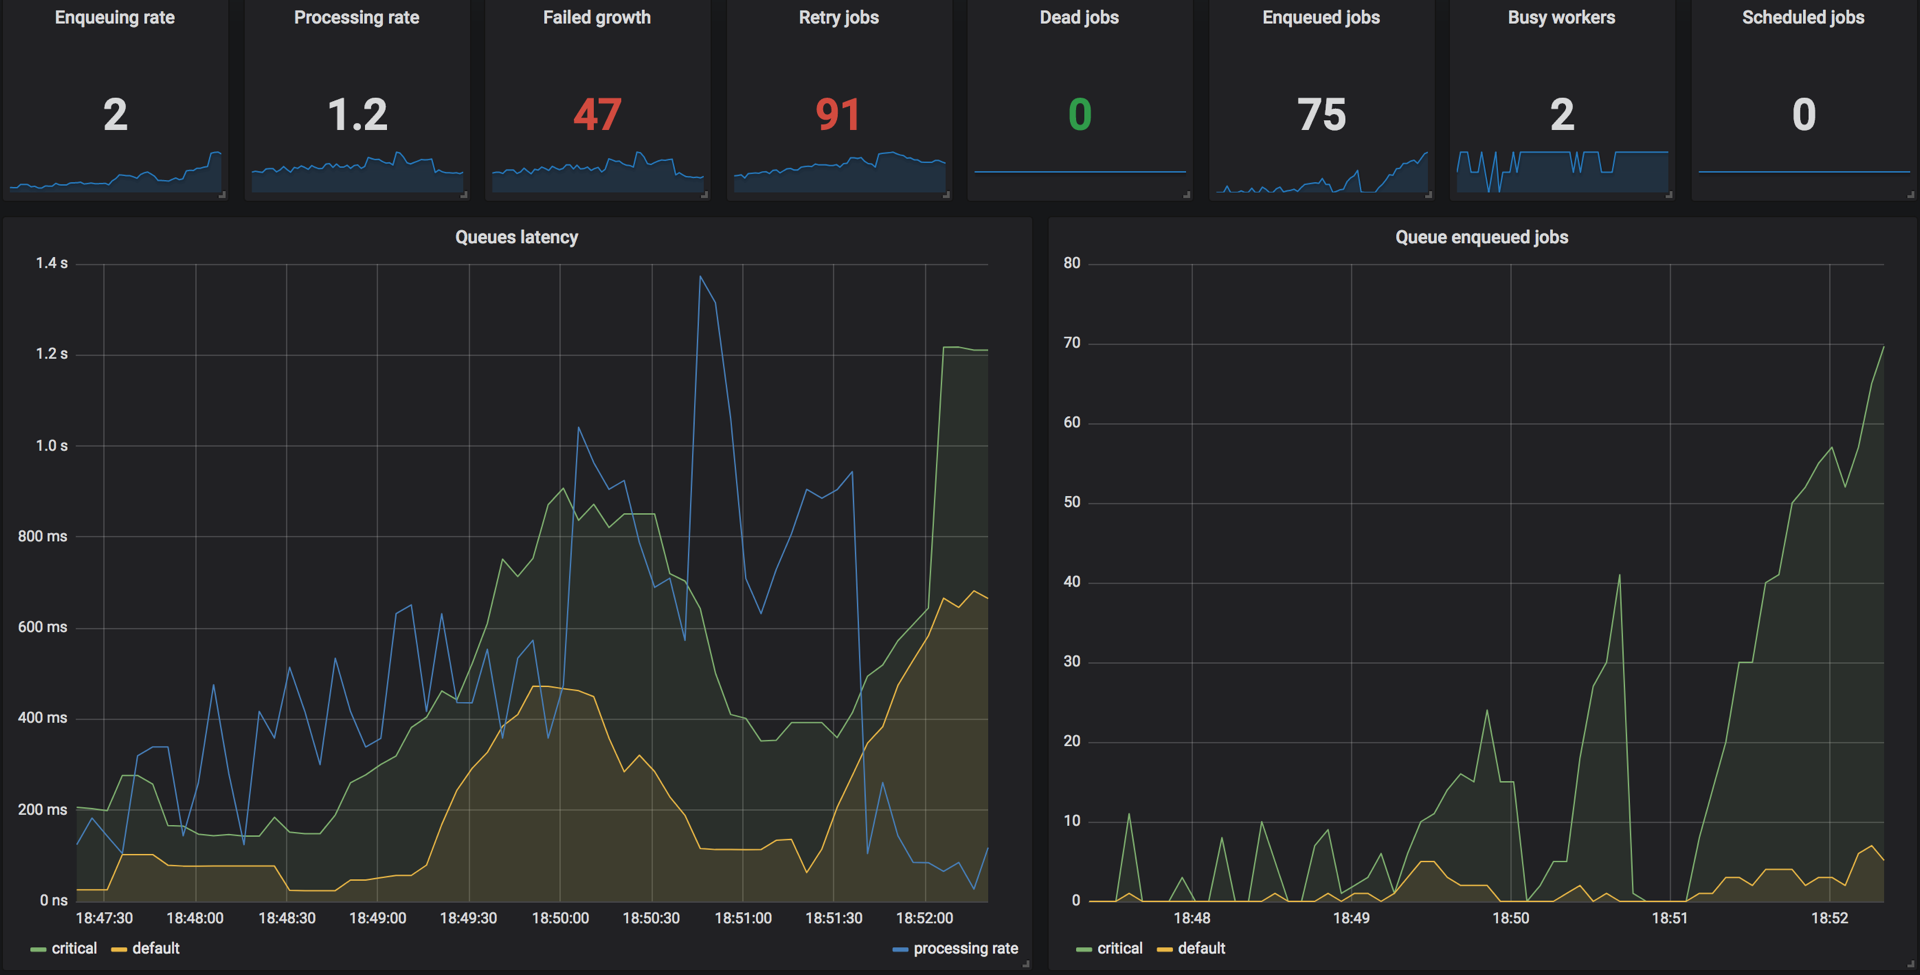 Enqueuing rate
Processing rate
Failed growth
Retry jobs
Dead jobs
Enqueued jobs
Busy workers
Scheduled jobs
2
1.2
47
91
0
75
2
0
Queues latency
1.4 s
1.2 s
1.0 s
800 ms
600 ms
400 ms
200 ms
0 ns
18:47:30 18:48:00 18:48:30 18:49:00 18:49:30 18:50:00 18:50:30 18:51:00 18:51:30 18:52:00
critical default processing rate
Queue enqueued jobs
80
70
60
50
40
30
20
10
0
18:48 18:49 18:50 18:51 18:52
critical default